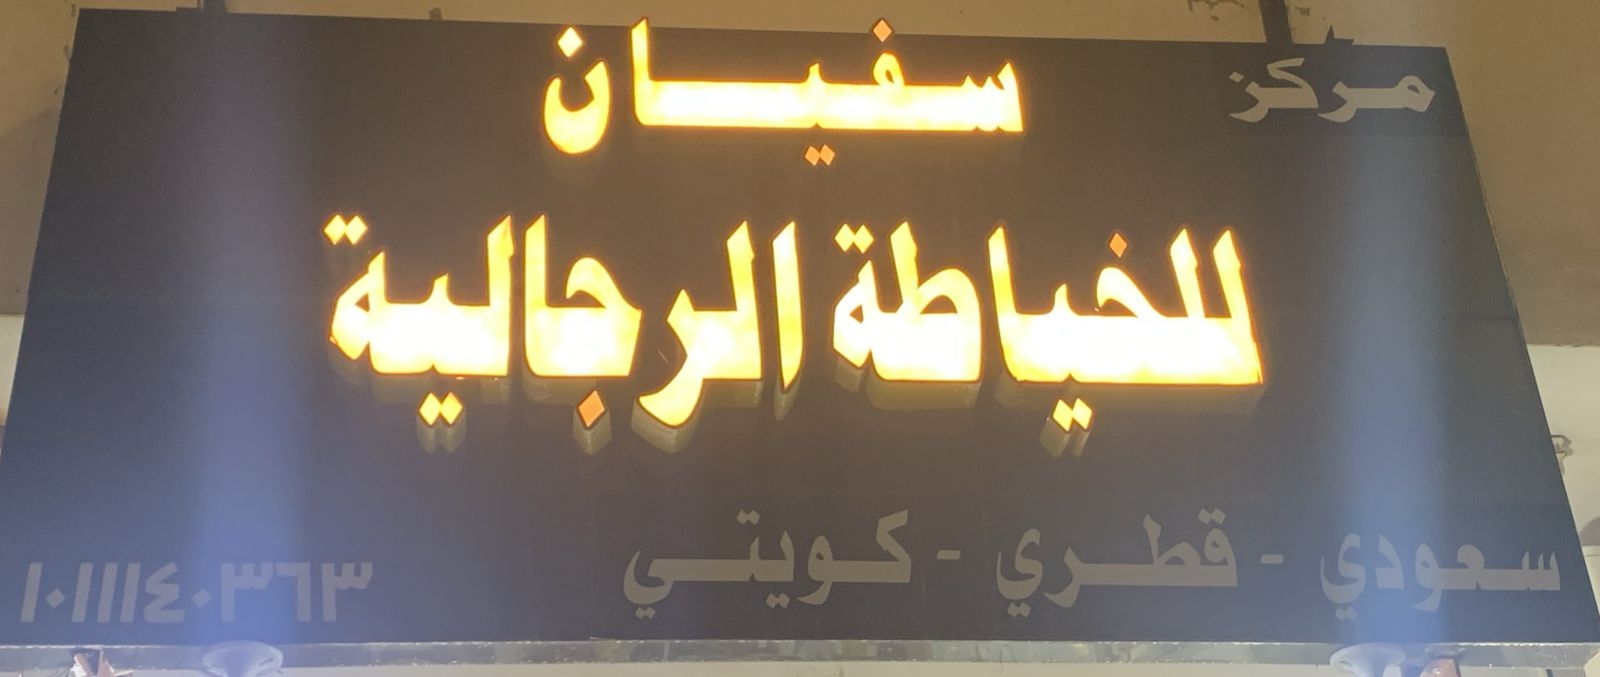 مركز
سفيان
للخياطة الرجالية
سعودي - قطري - كويتي
١٠١١١٤٠٣٦٣